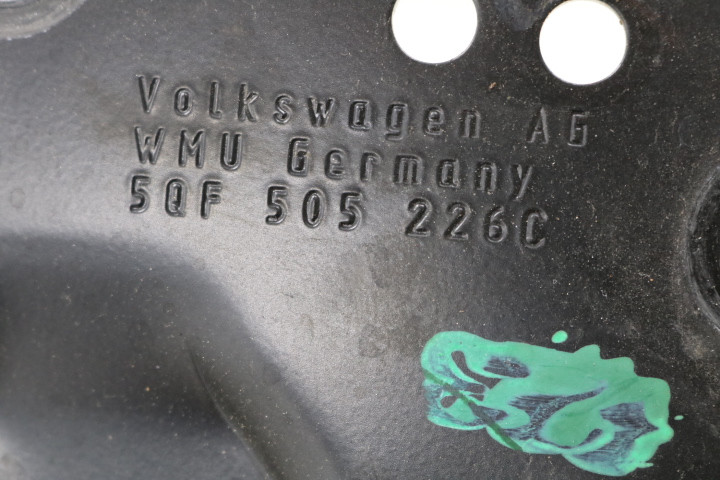 Volkswagen AG
WMU Germany
5QF 505 226C